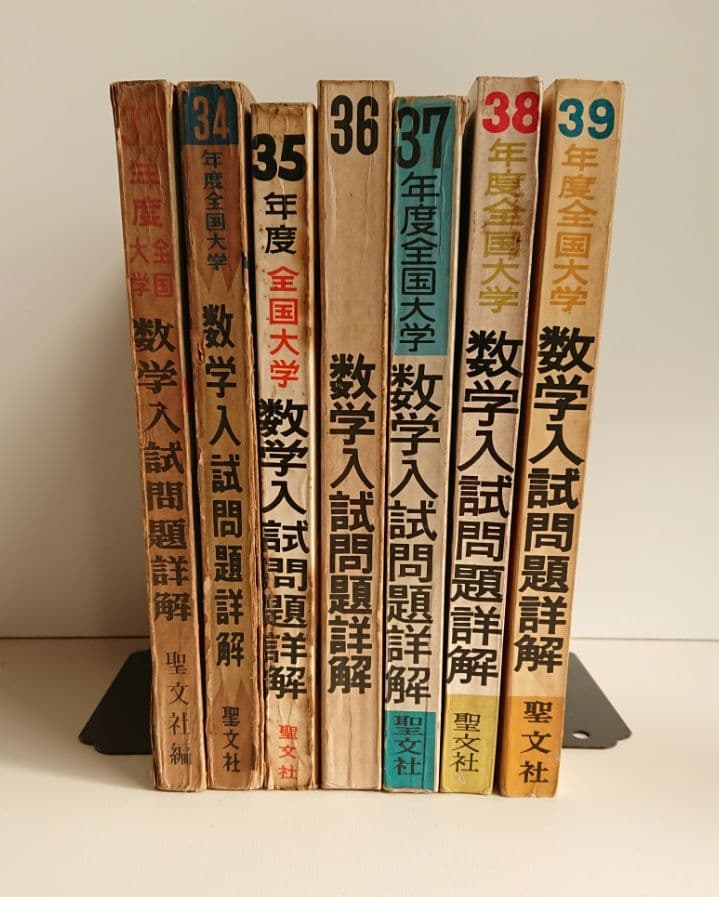 年度
全国大学
数学入試問題詳解
聖文社編
34
年度全国大学
数学入試問題詳解
聖文社
35
年度
全国大学
数学入試問題詳解
聖文社
36
数学入試問題詳解
37
年度全国大学
数学入試問題詳解
聖文社
38
年度全国大学
数学入試問題詳解
聖文社
39
年度全国大学
数学入試問題詳解
聖文社